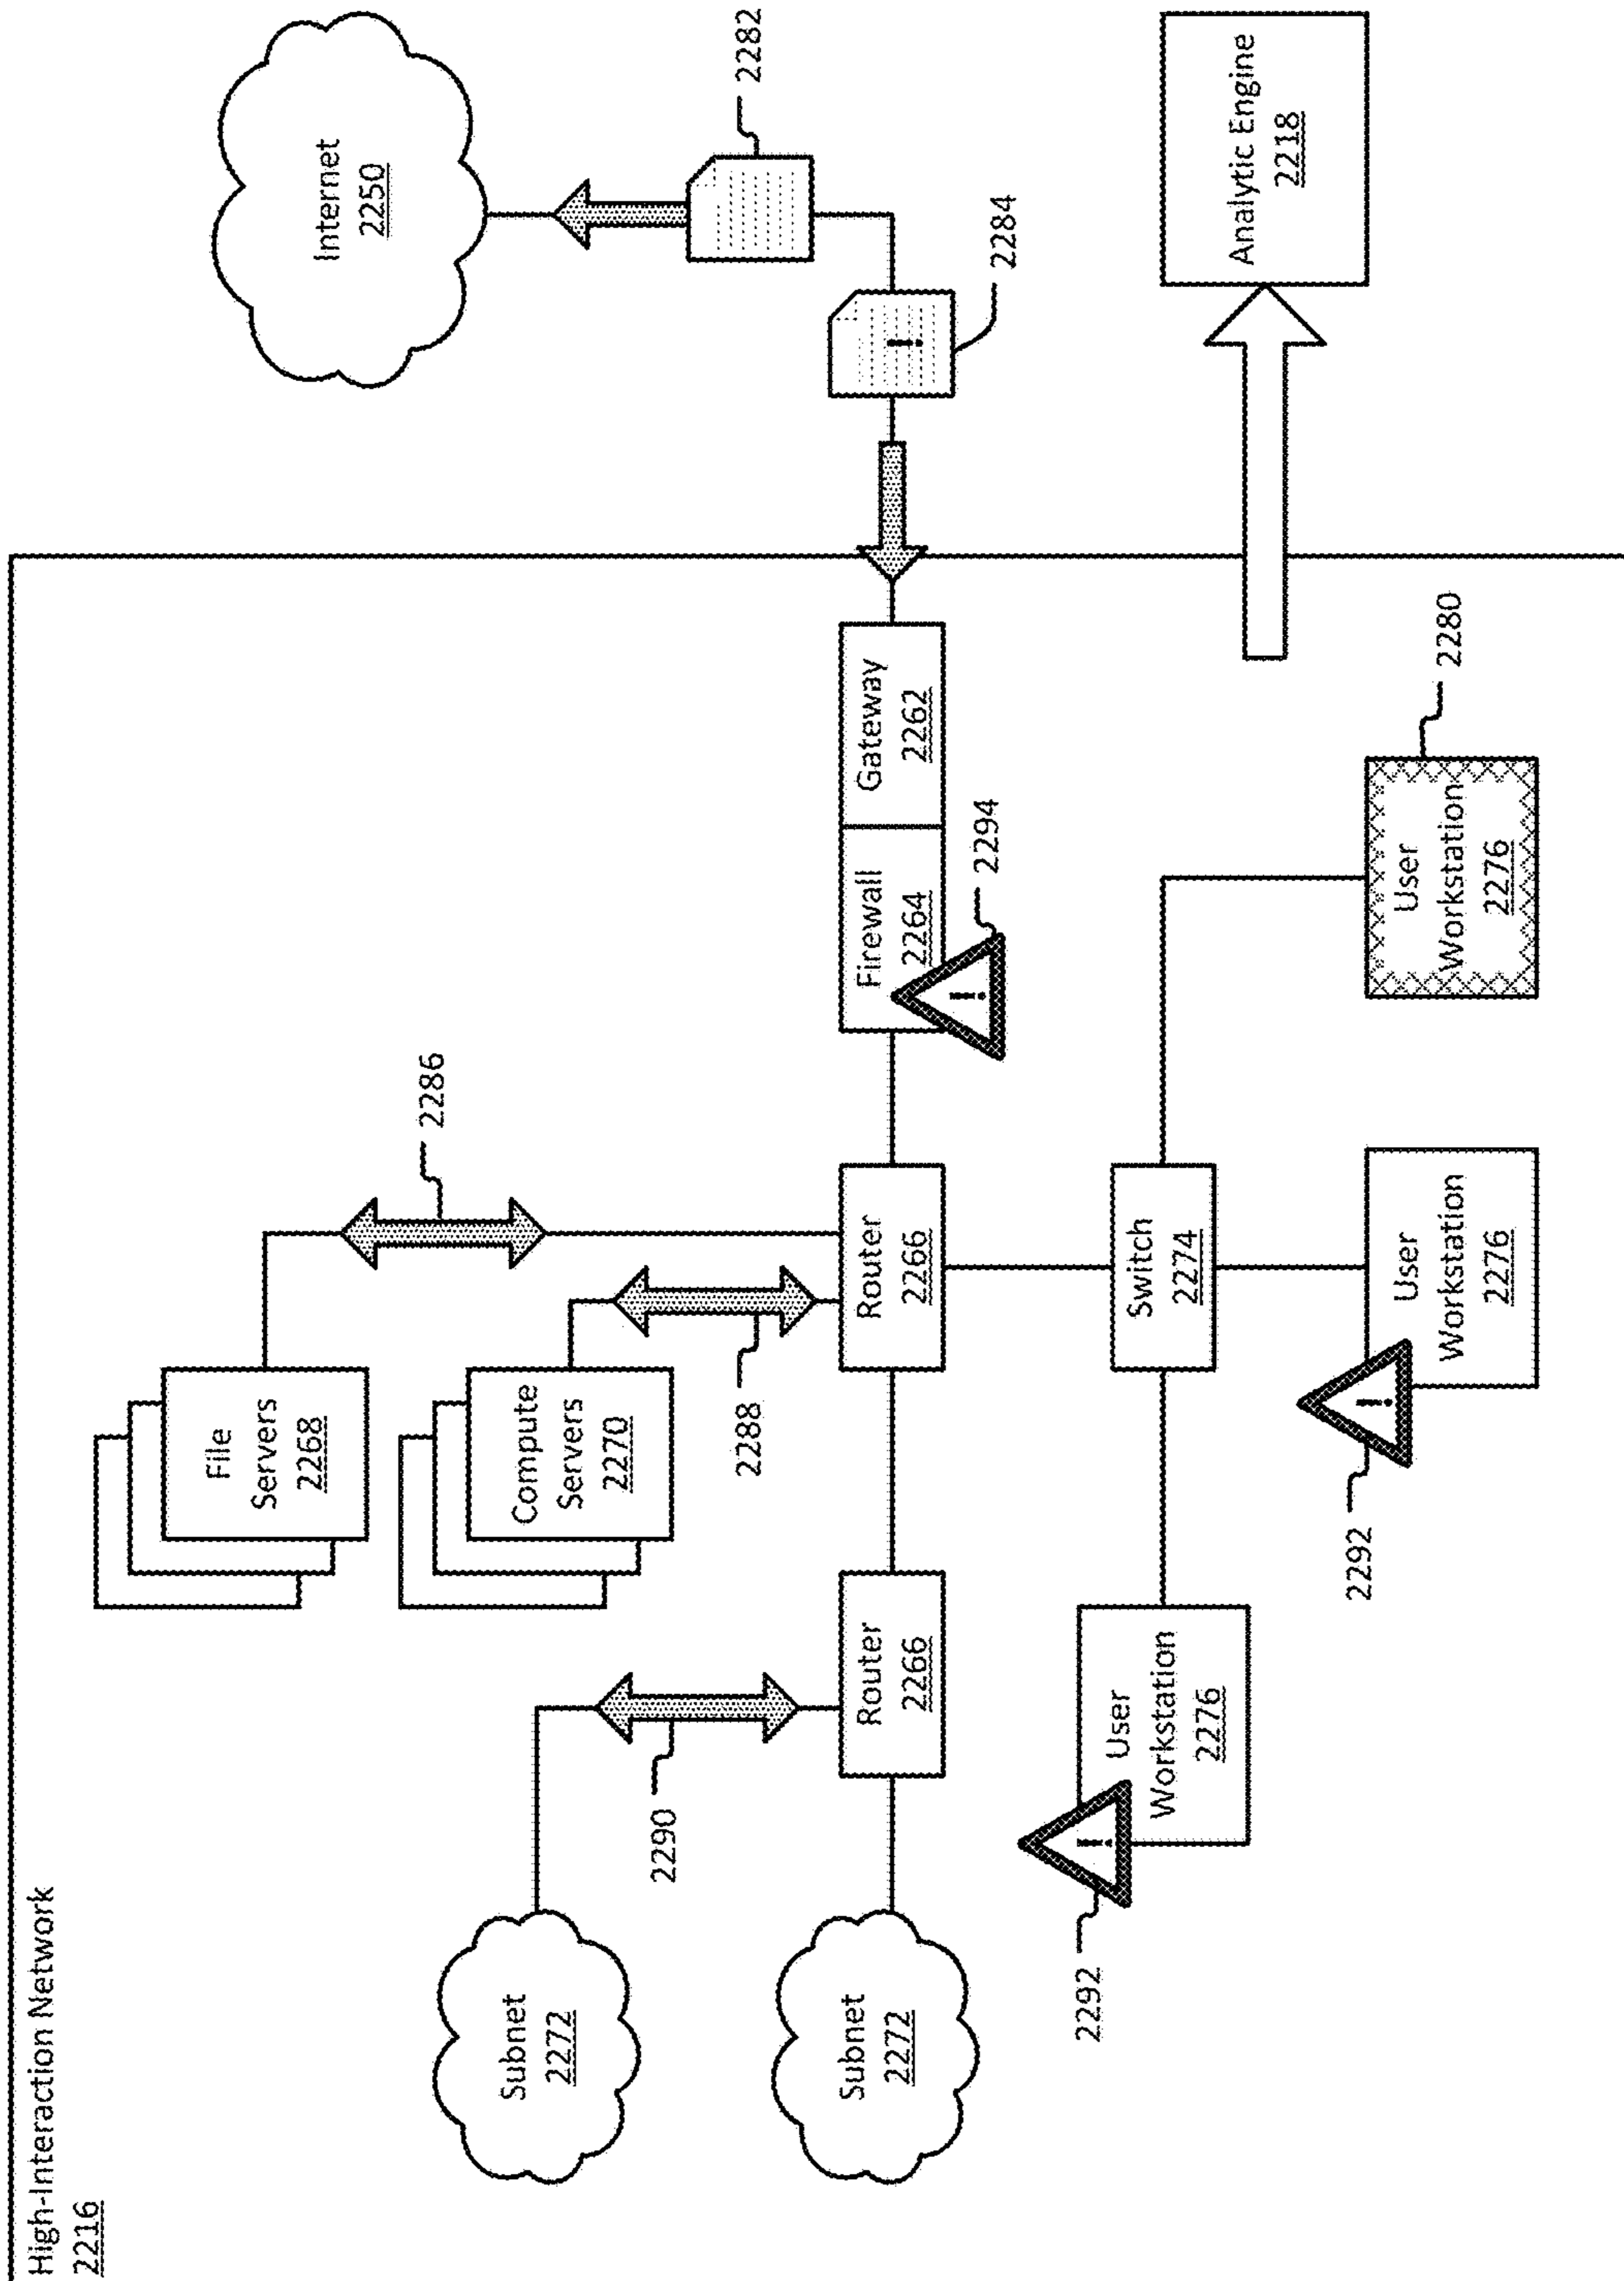 High-Interaction Network
2216
File
Servers
2268
Internet
2250
2286
Subnet
2272
Compute
Servers
2270
2290
2288
2282
Subnet
2272
Router
2266
Router
2266
Firewall
2264
Gateway
2262
2294
2284
2292
User
Workstation
2276
Switch
2274
Analytic Engine
2218
2292
User
Workstation
2276
User
Workstation
2276
2280